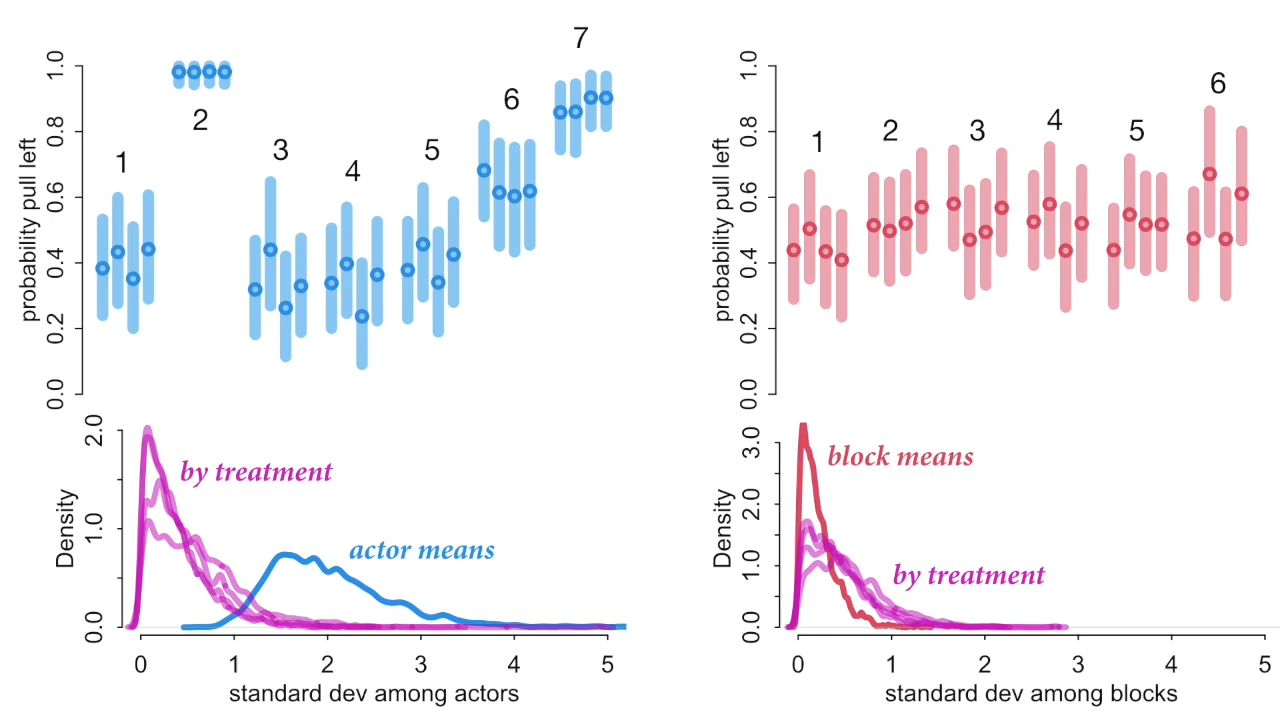 probability pull left
0.0 0.2 0.4 0.6 0.8 1.0
1
2
3
4
5
6
7
probability pull left
0.0 0.2 0.4 0.6 0.8 1.0
1
2
3
4
5
6
Density
0.0 1.0 2.0
by treatment
actor means
0 1 2 3 4 5
standard dev among actors
Density
0.0 1.0 2.0 3.0
block means
by treatment
0 1 2 3 4 5
standard dev among blocks